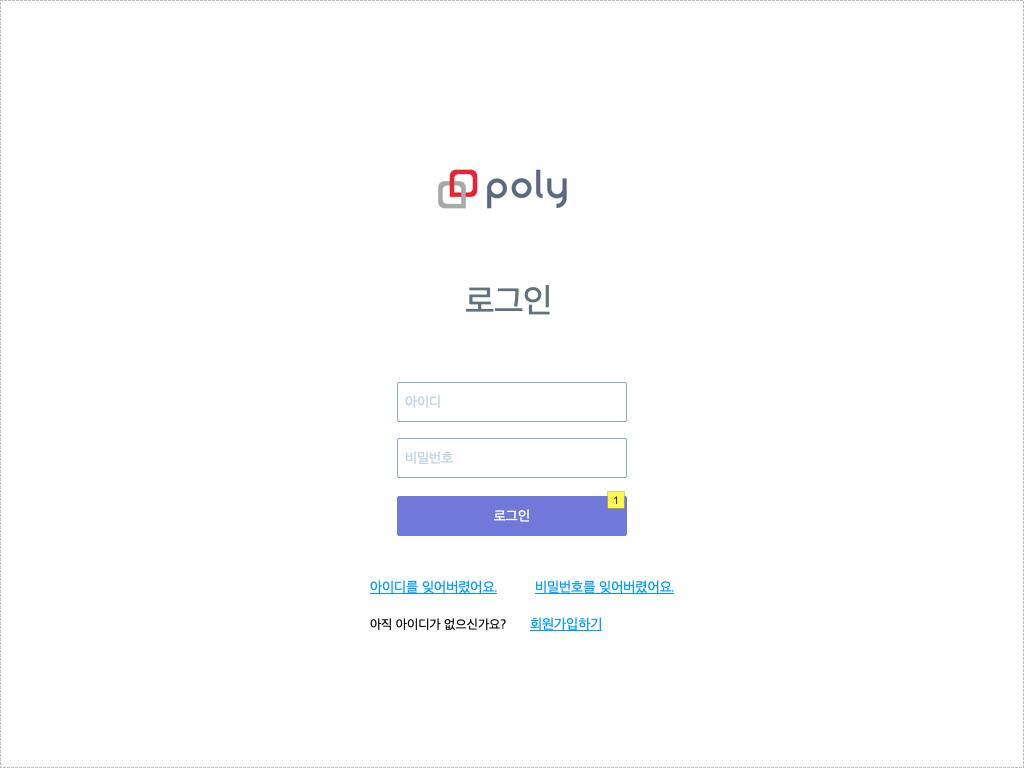 poly
로그인
아이디
비밀번호
1
로그인
아이디를 잊어버렸어요. 비밀번호를 잊어버렸어요.
아직 아이디가 없으신가요? 회원가입하기